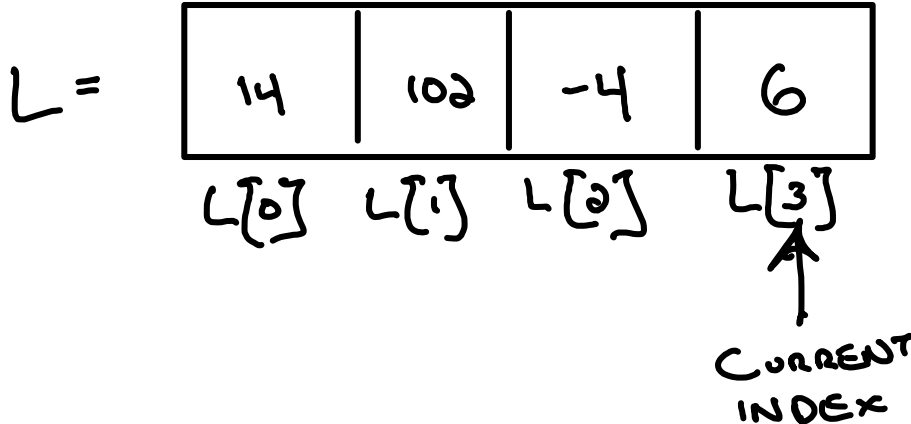 L = 14 102 -4 6
L[0] L[1] L[2] L[3]
CURRENT
INDEX